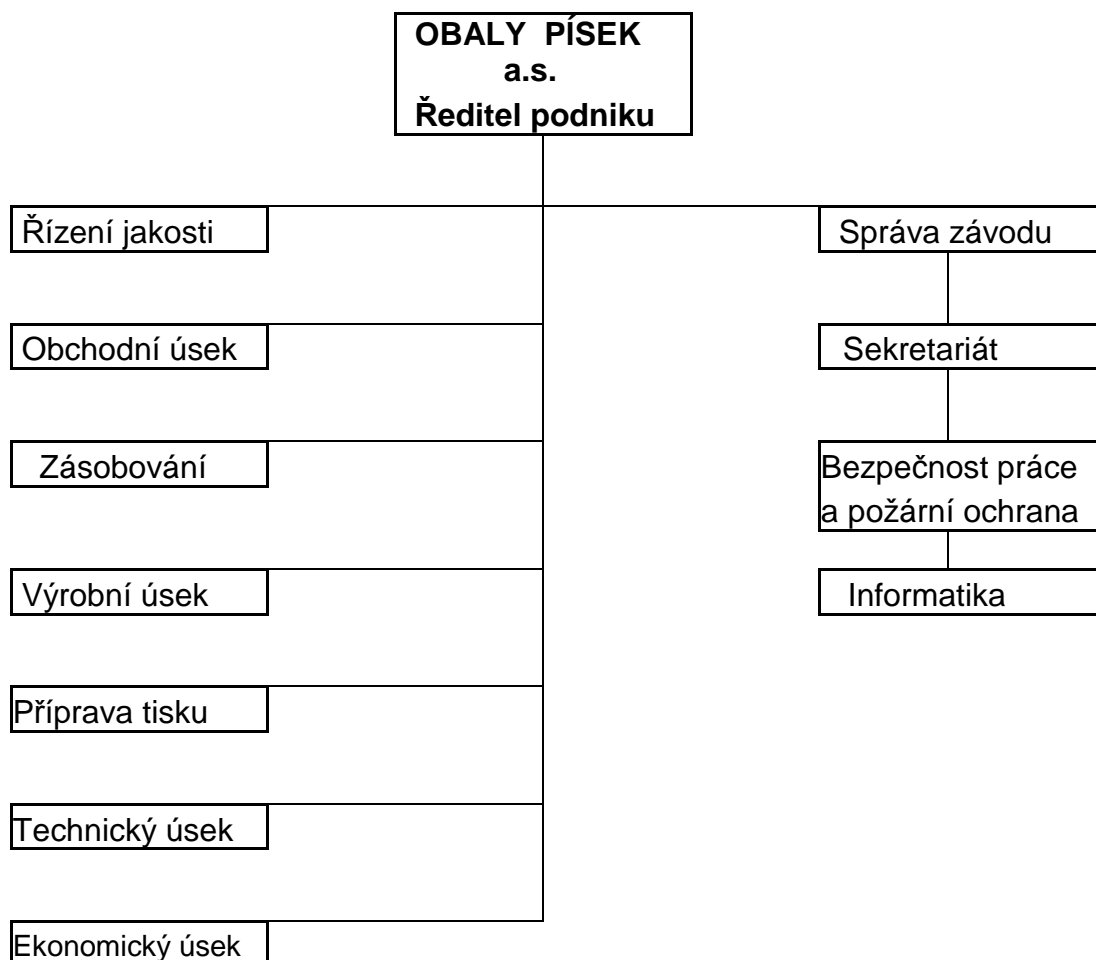 OBALY PÍSEK
a.s.
Ředitel podniku
Řízení jakosti
Správa závodu
Obchodní úsek
Sekretariát
Zásobování
Bezpečnost práce
a požární ochrana
Výrobní úsek
Informatika
Příprava tisku
Technický úsek
Ekonomický úsek